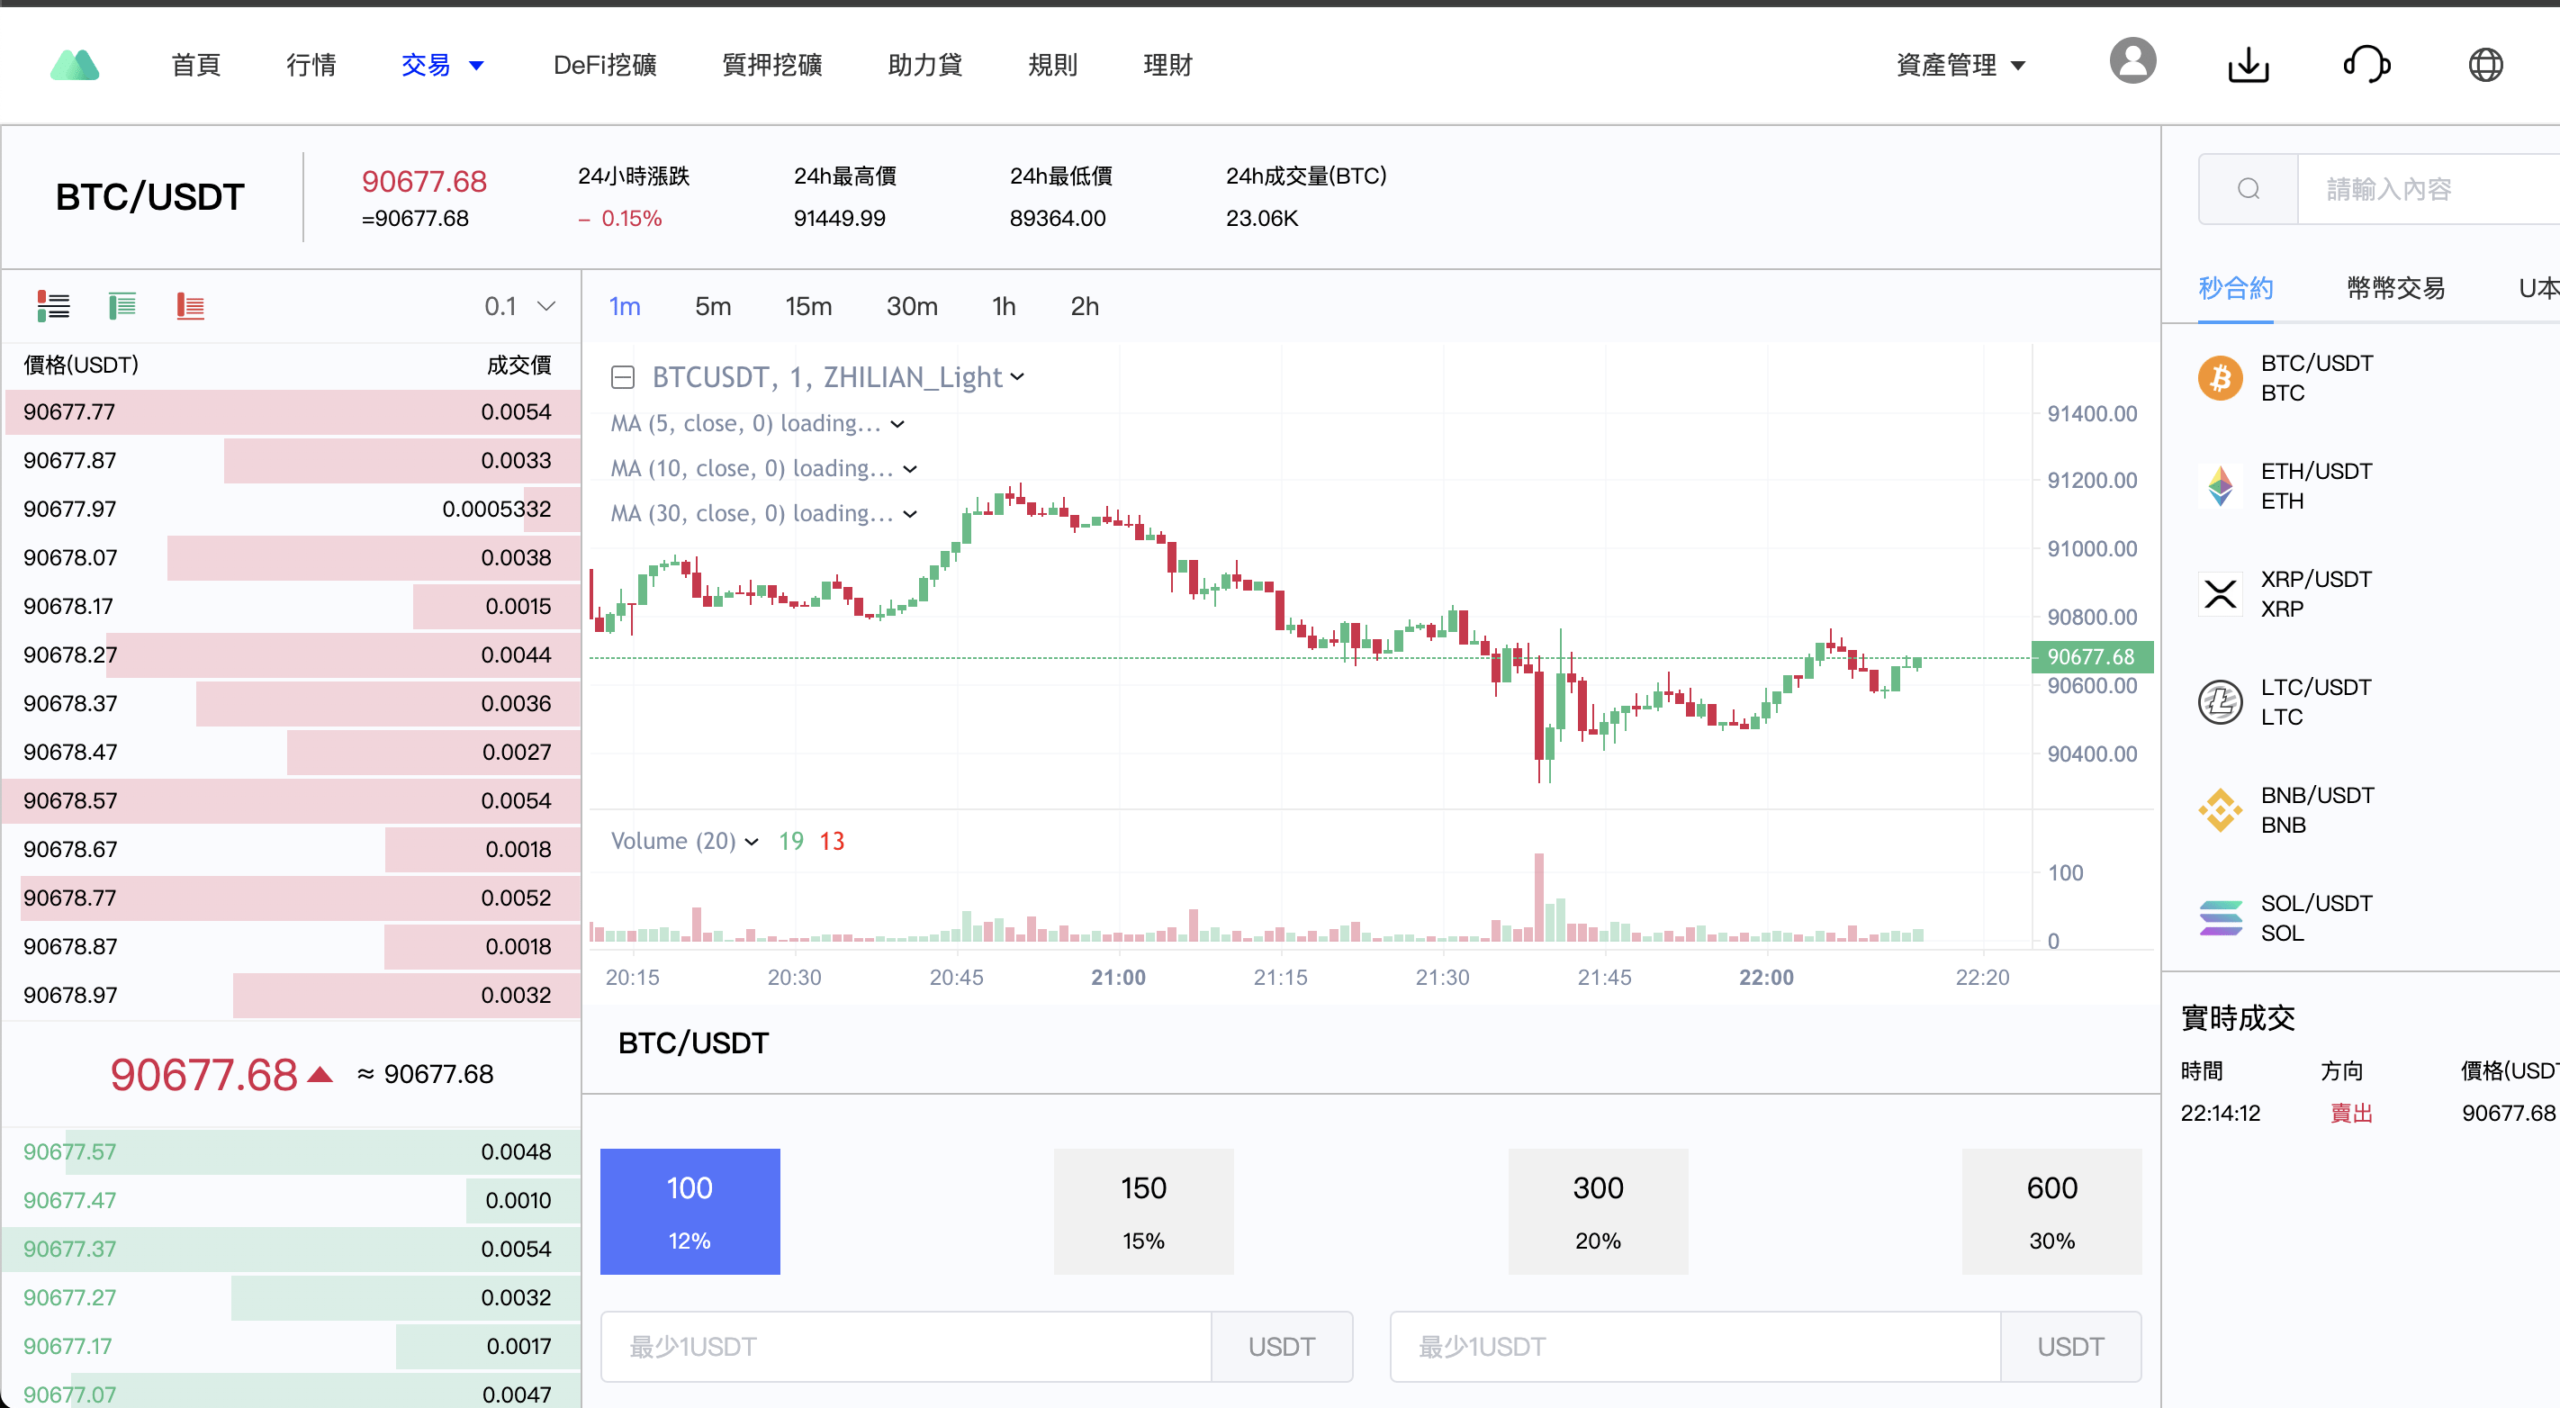 首頁 行情 交易 DeFi挖礦 質押挖礦 助力貸 規則 理財 資產管理
BTC/USDT
90677.68
=90677.68
24小時漲跌
– 0.15%
24h最高價
91449.99
24h最低價
89364.00
24h成交量(BTC)
23.06K
0.1
價格(USDT) 成交價
90677.77 0.0054
90677.87 0.0033
90677.97 0.0005332
90678.07 0.0038
90678.17 0.0015
90678.27 0.0044
90678.37 0.0036
90678.47 0.0027
90678.57 0.0054
90678.67 0.0018
90678.77 0.0052
90678.87 0.0018
90678.97 0.0032
90677.68 ≈ 90677.68
90677.57 0.0048
90677.47 0.0010
90677.37 0.0054
90677.27 0.0032
90677.17 0.0017
90677.07 0.0047
1m 5m 15m 30m 1h 2h
BTCUSDT, 1, ZHILIAN_Light
MA (5, close, 0) loading...
MA (10, close, 0) loading...
MA (30, close, 0) loading...
91400.00
91200.00
91000.00
90800.00
90677.68
90600.00
90400.00
Volume (20) 19 13
100
0
20:15 20:30 20:45 21:00 21:15 21:30 21:45 22:00 22:20
BTC/USDT
100 150 300 600
12% 15% 20% 30%
最少1USDT USDT 最少1USDT USDT
請輸入內容
秒合約 幣幣交易 U本
BTC/USDT
BTC
ETH/USDT
ETH
XRP/USDT
XRP
LTC/USDT
LTC
BNB/USDT
BNB
SOL/USDT
SOL
實時成交
時間 方向 價格(USDT
22:14:12 賣出 90677.68